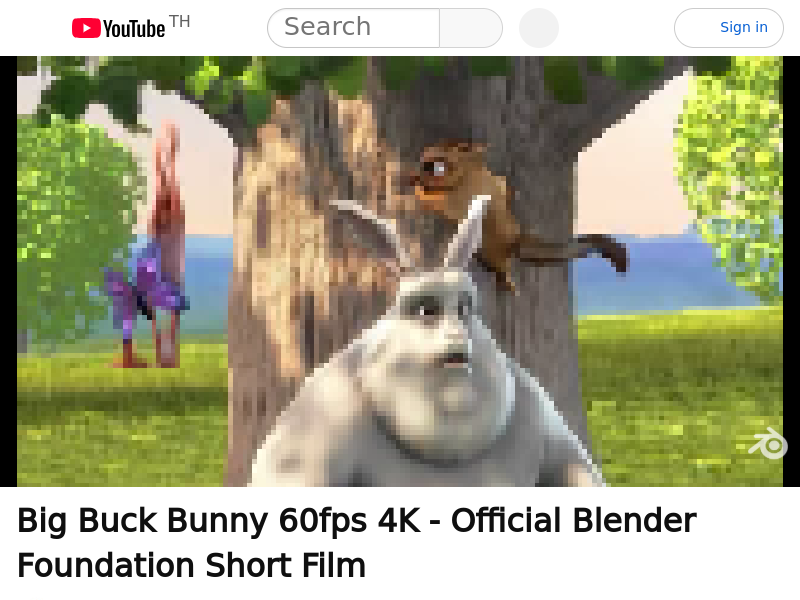 YouTube TH
Search
Sign in
Big Buck Bunny 60fps 4K - Official Blender
Foundation Short Film